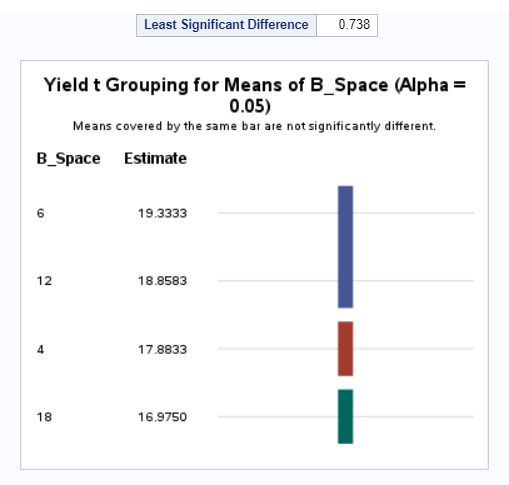 Least Significant Difference 0.738
Yield t Grouping for Means of B_Space (Alpha =
0.05)
Means covered by the same bar are not significantly different.
B_Space Estimate
6 19.3333
12 18.8583
4 17.8833
18 16.9750